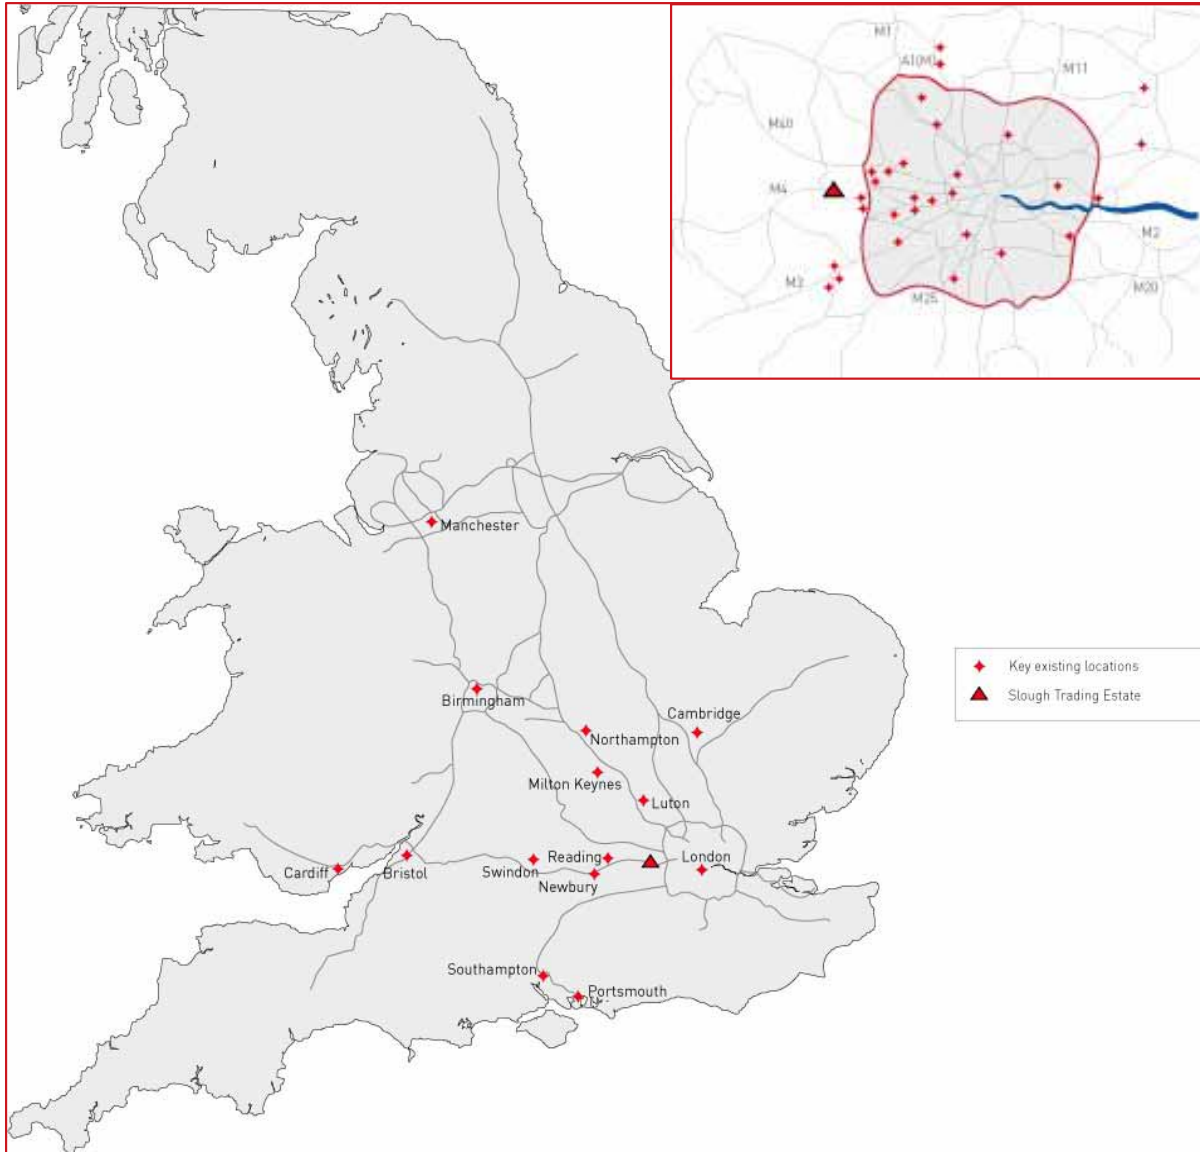 M1
A1(M)
M11
M40
M4
M2
M3
M20
M25
Manchester
Key existing locations
Slough Trading Estate
Birmingham
Cambridge
Northampton
Milton Keynes
Luton
Reading
London
Cardiff
Bristol
Swindon
Newbury
Southampton
Portsmouth